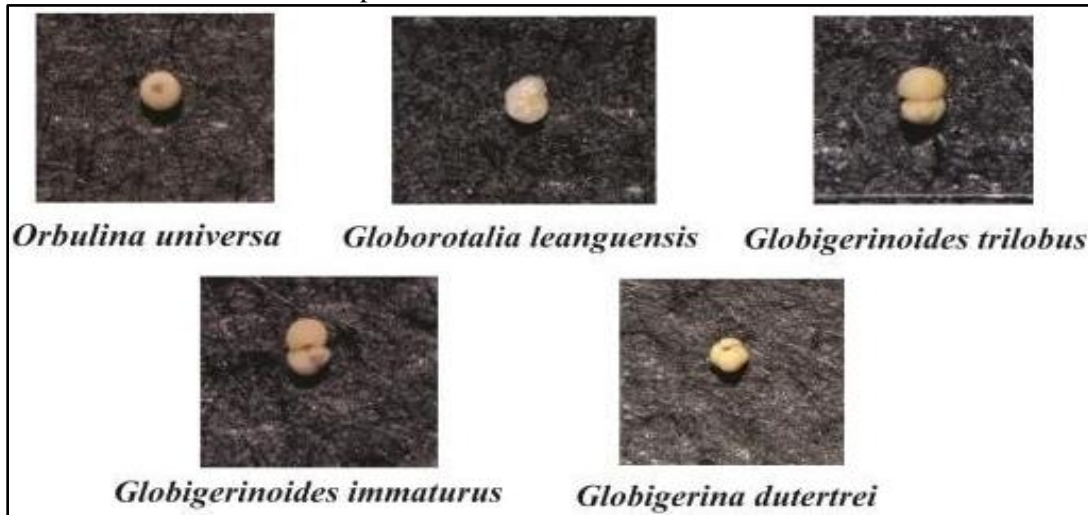 Orbulina universa
Globorotalia leanguensis
Globigerinoides trilobus
Globigerinoides immaturus
Globigerina dutertrei